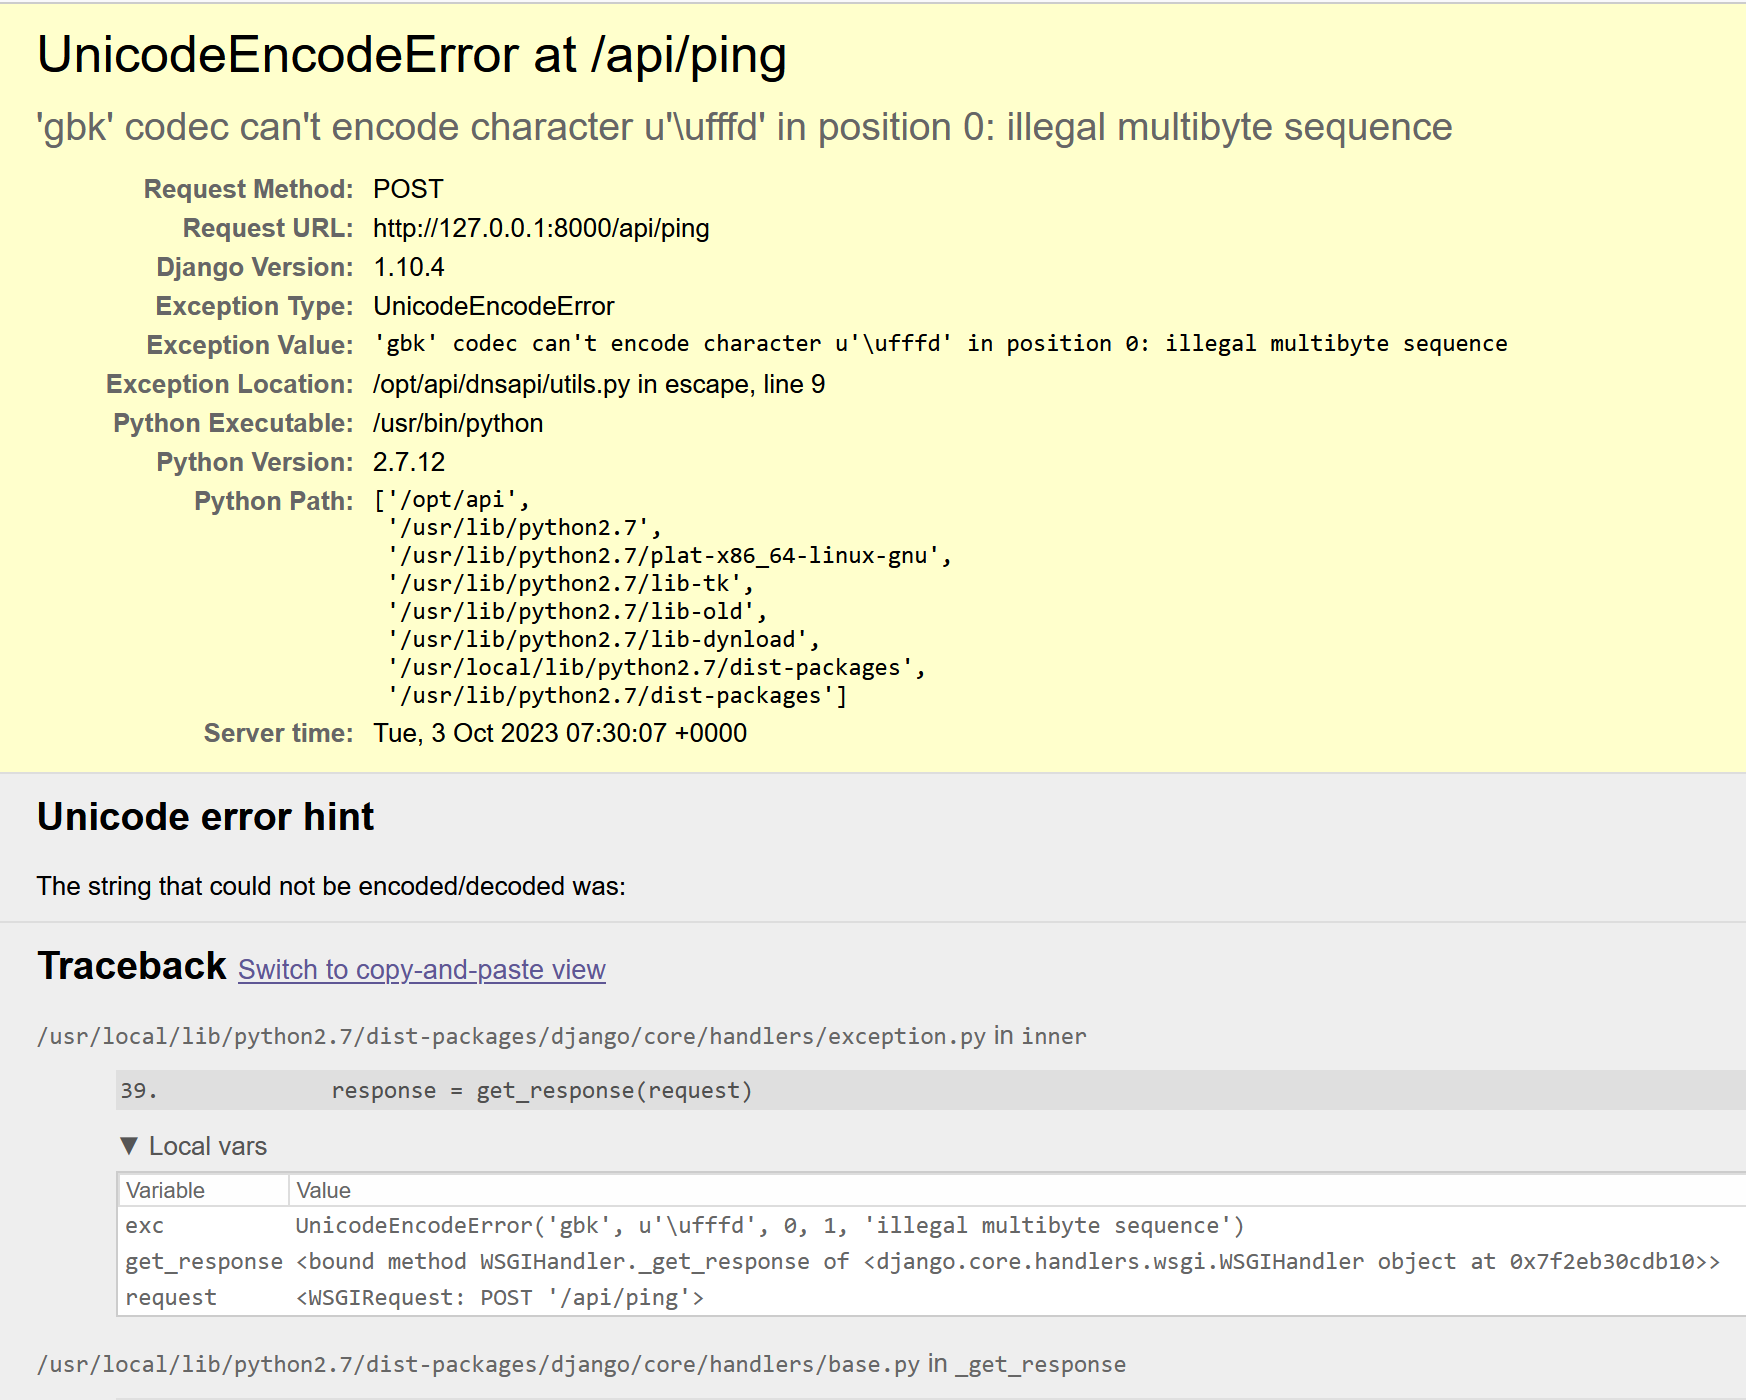 UnicodeEncodeError at /api/ping
'gbk' codec can't encode character u'\ufffd' in position 0: illegal multibyte sequence
Request Method: POST
Request URL: http://127.0.0.1:8000/api/ping
Django Version: 1.10.4
Exception Type: UnicodeEncodeError
Exception Value: 'gbk' codec can't encode character u'\ufffd' in position 0: illegal multibyte sequence
Exception Location: /opt/api/dnsapi/utils.py in escape, line 9
Python Executable: /usr/bin/python
Python Version: 2.7.12
Python Path: ['/opt/api',
'/usr/lib/python2.7',
'/usr/lib/python2.7/plat-x86_64-linux-gnu',
'/usr/lib/python2.7/lib-tk',
'/usr/lib/python2.7/lib-old',
'/usr/lib/python2.7/lib-dynload',
'/usr/local/lib/python2.7/dist-packages',
'/usr/lib/python2.7/dist-packages']
Server time: Tue, 3 Oct 2023 07:30:07 +0000
Unicode error hint
The string that could not be encoded/decoded was:
Traceback Switch to copy-and-paste view
/usr/local/lib/python2.7/dist-packages/django/core/handlers/exception.py in inner
39. response = get_response(request)
▼ Local vars
Variable Value
exc UnicodeEncodeError('gbk', u'\ufffd', 0, 1, 'illegal multibyte sequence')
get_response <bound method WSGIHandler._get_response of <django.core.handlers.wsgi.WSGIHandler object at 0x7f2eb30cdb10>>
request <WSGIRequest: POST '/api/ping'>
/usr/local/lib/python2.7/dist-packages/django/core/handlers/base.py in _get_response